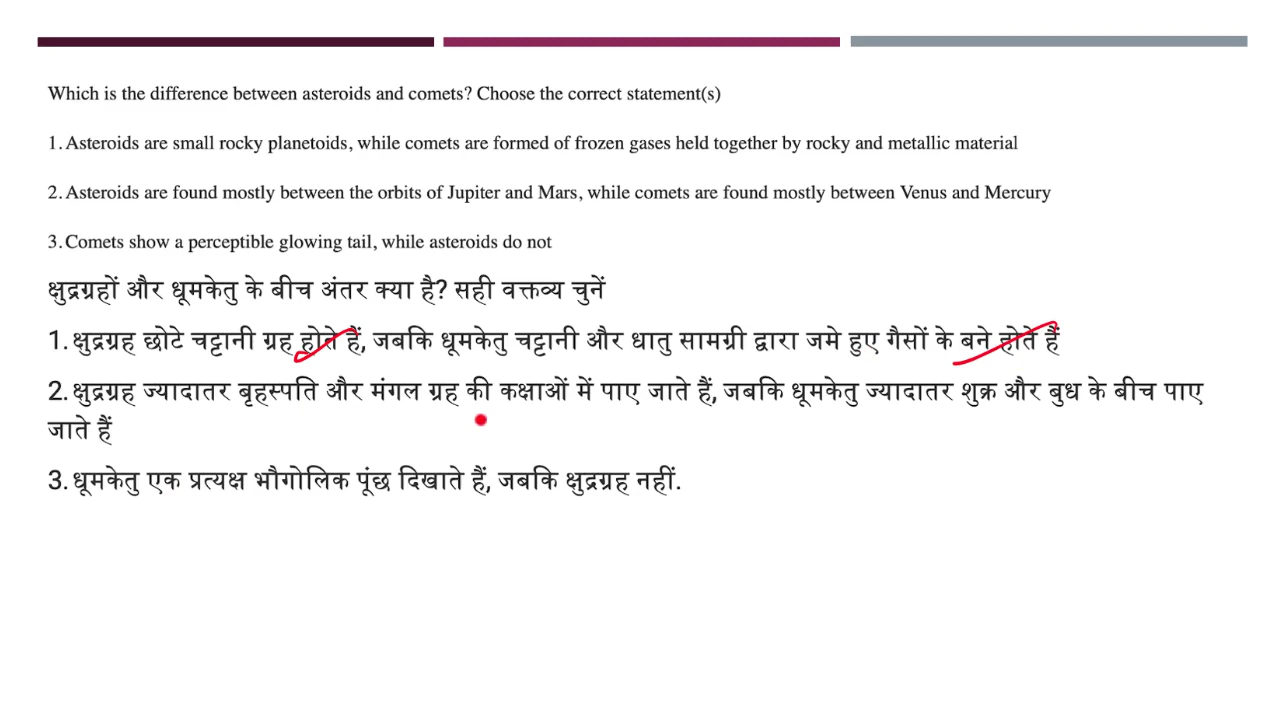 Which is the difference between asteroids and comets? Choose the correct statement(s)
1. Asteroids are small rocky planetoids, while comets are formed of frozen gases held together by rocky and metallic material
2. Asteroids are found mostly between the orbits of Jupiter and Mars, while comets are found mostly between Venus and Mercury
3. Comets show a perceptible glowing tail, while asteroids do not
क्षुद्रग्रहों और धूमकेतु के बीच अंतर क्या है? सही वक्तव्य चुनें
1. क्षुद्रग्रह छोटे चट्टानी ग्रह होते हैं, जबकि धूमकेतु चट्टानी और धातु सामग्री द्वारा जमे हुए गैसों के बने होते हैं
2. क्षुद्रग्रह ज्यादातर बृहस्पति और मंगल ग्रह की कक्षाओं में पाए जाते हैं, जबकि धूमकेतु ज्यादातर शुक्र और बुध के बीच पाए
जाते हैं
3. धूमकेतु एक प्रत्यक्ष भौगोलिक पूंछ दिखाते हैं, जबकि क्षुद्रग्रह नहीं.